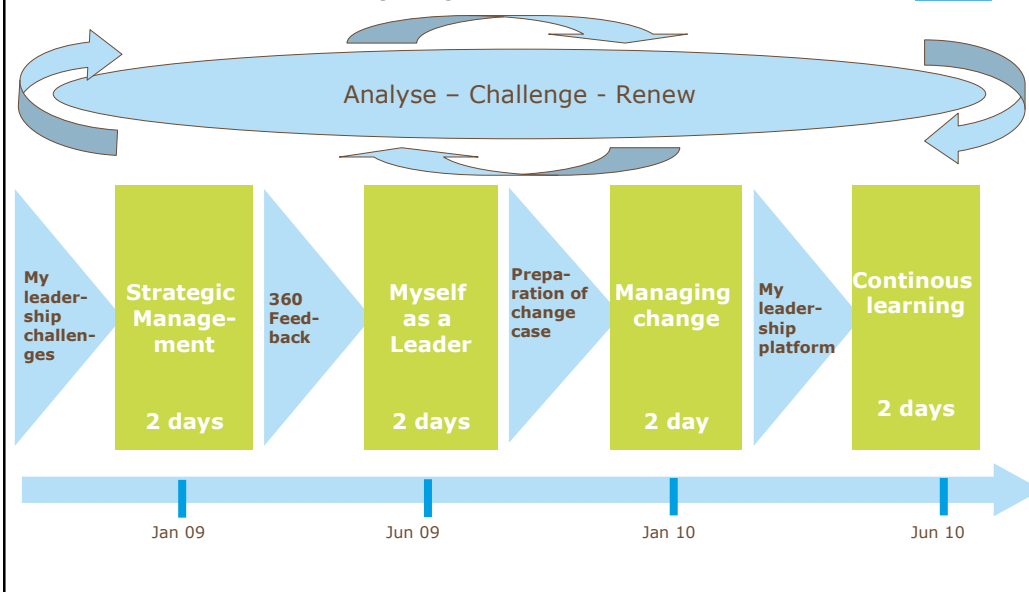 Analyse – Challenge - Renew
My
leader-
ship
challen-
ges
Strategic
Manage-
ment
2 days
360
Feed-
back
Myself
as a
Leader
2 days
Prepa-
ration of
change
case
Managing
change
2 day
My
leader-
ship
platform
Continous
learning
2 days
Jan 09
Jun 09
Jan 10
Jun 10